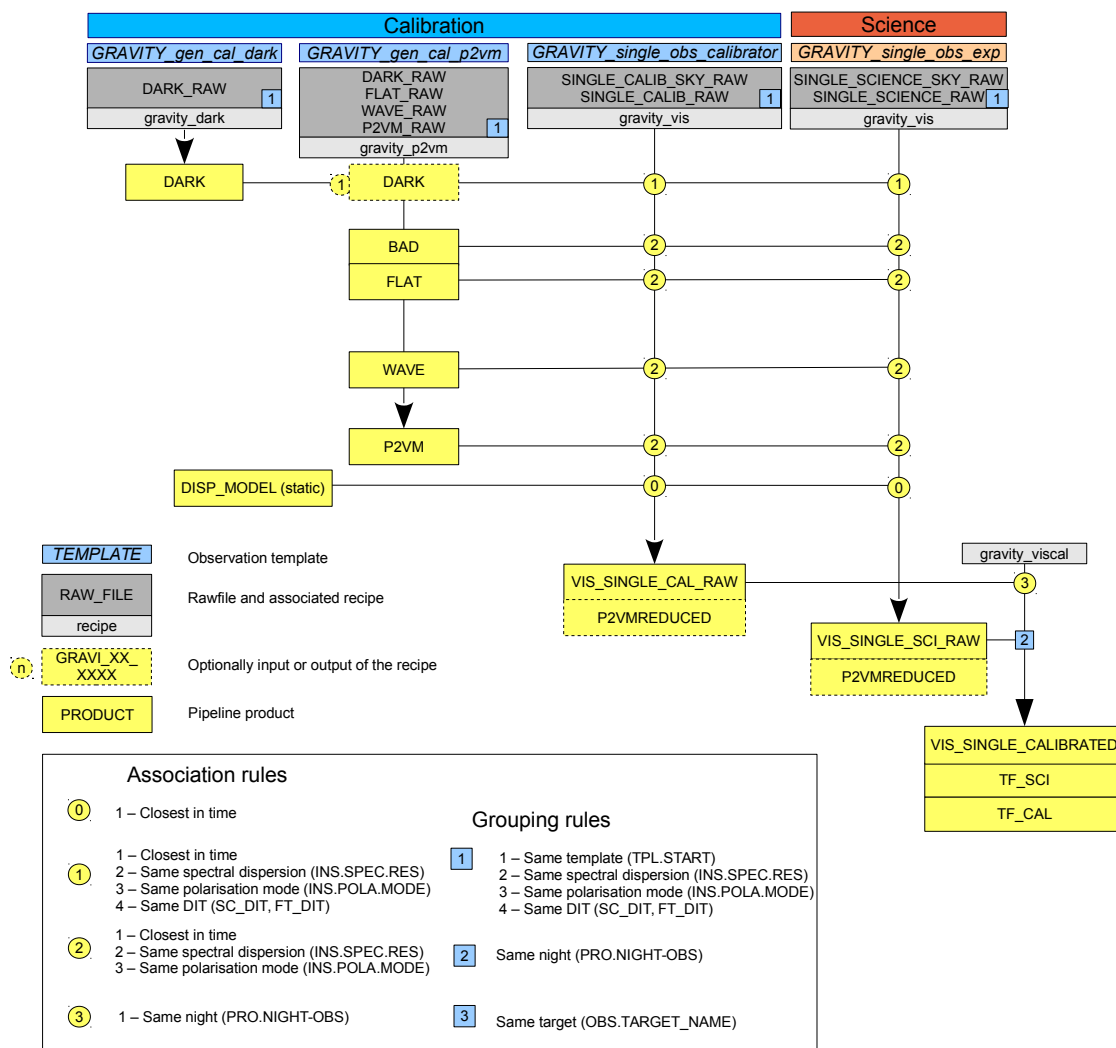 Calibration
Science
GRAVITY_gen_cal_dark
GRAVITY_gen_cal_p2vm
GRAVITY_single_obs_calibrator
GRAVITY_single_obs_exp
DARK_RAW
1
gravity_dark
DARK_RAW
FLAT_RAW
WAVE_RAW
P2VM_RAW
1
gravity_p2vm
SINGLE_CALIB_SKY_RAW
SINGLE_CALIB_RAW
1
gravity_vis
SINGLE_SCIENCE_SKY_RAW
SINGLE_SCIENCE_RAW
1
gravity_vis
DARK
1
DARK
1
1
BAD
2
2
FLAT
2
2
WAVE
2
2
P2VM
2
2
DISP_MODEL (static)
0
0
gravity_viscal
VIS_SINGLE_CAL_RAW
3
P2VMREDUCED
VIS_SINGLE_SCI_RAW
2
P2VMREDUCED
VIS_SINGLE_CALIBRATED
TF_SCI
TF_CAL
TEMPLATE
Observation template
RAW_FILE
recipe
Rawfile and associated recipe
n
GRAVI_XX_
XXXX
Optionally input or output of the recipe
PRODUCT
Pipeline product
Association rules
0
1 – Closest in time
1
1 – Closest in time
2 – Same spectral dispersion (INS.SPEC.RES)
3 – Same polarisation mode (INS.POLA.MODE)
4 – Same DIT (SC_DIT, FT_DIT)
2
1 – Closest in time
2 – Same spectral dispersion (INS.SPEC.RES)
3 – Same polarisation mode (INS.POLA.MODE)
3
1 – Same night (PRO.NIGHT-OBS)
Grouping rules
1
1 – Same template (TPL.START)
2 – Same spectral dispersion (INS.SPEC.RES)
3 – Same polarisation mode (INS.POLA.MODE)
4 – Same DIT (SC_DIT, FT_DIT)
2
Same night (PRO.NIGHT-OBS)
3
Same target (OBS.TARGET_NAME)